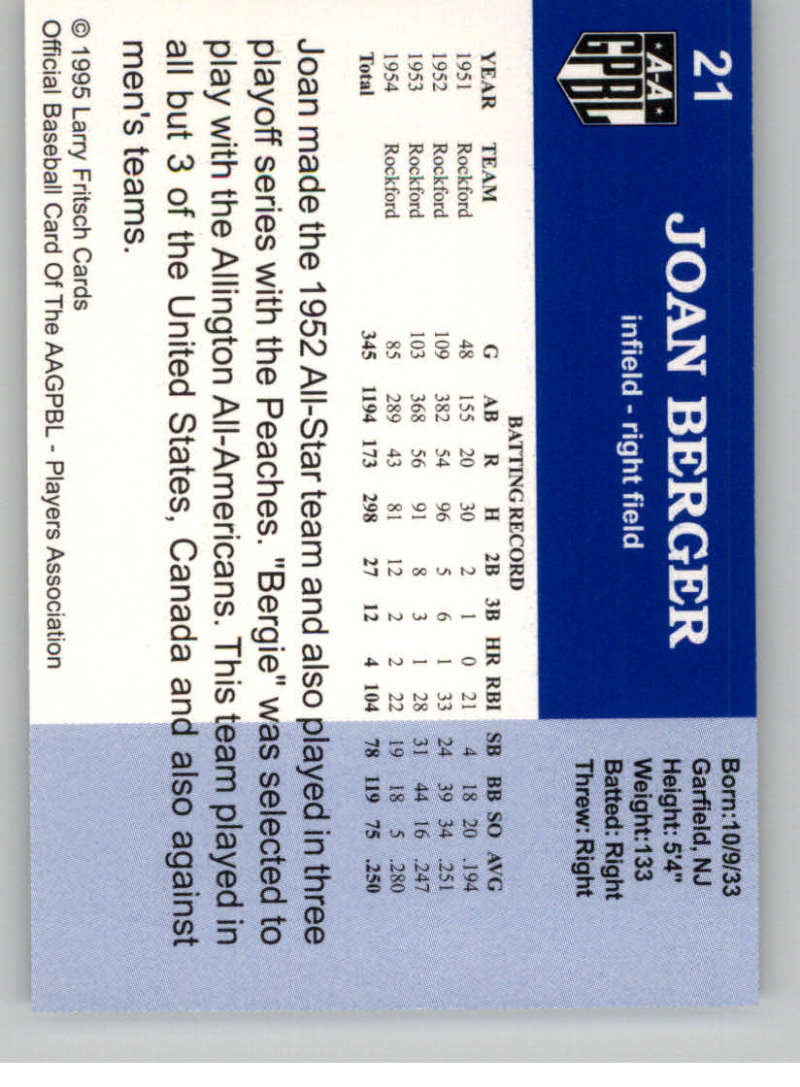 21
A-A
GPBL
JOAN BERGER
infield - right field
Born:10/9/33
Garfield, NJ
Height: 5'4"
Weight:133
Batted: Right
Threw: Right
BATTING RECORD
YEAR TEAM G AB R H 2B 3B HR RBI SB BB SO AVG
1951 Rockford 48 155 20 30 2 1 0 21 4 18 20 .194
1952 Rockford 109 382 54 96 5 6 1 33 24 39 34 .251
1953 Rockford 103 368 56 91 8 3 1 28 31 44 16 .247
1954 Rockford 85 289 43 81 12 2 2 22 19 18 5 .280
Total 345 1194 173 298 27 12 4 104 78 119 75 .250
Joan made the 1952 All-Star team and also played in three
playoff series with the Peaches. "Bergie" was selected to
play with the Allington All-Americans. This team played in
all but 3 of the United States, Canada and also against
men's teams.
© 1995 Larry Fritsch Cards
Official Baseball Card Of The AAGPBL - Players Association